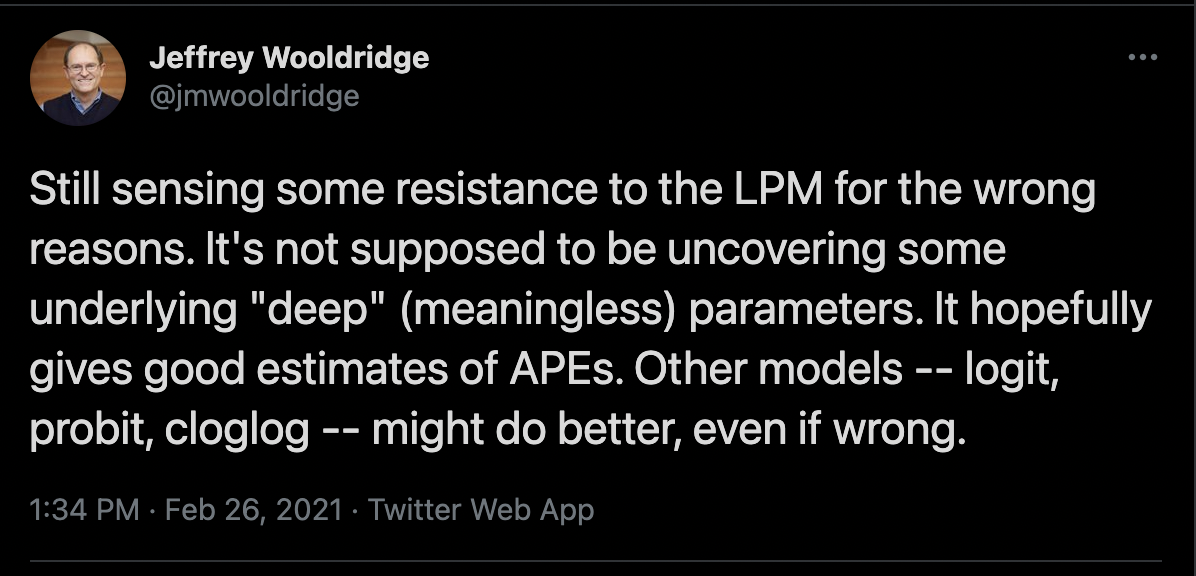 Jeffrey Wooldridge
@jmwooldridge
Still sensing some resistance to the LPM for the wrong
reasons. It's not supposed to be uncovering some
underlying "deep" (meaningless) parameters. It hopefully
gives good estimates of APEs. Other models -- logit,
probit, cloglog -- might do better, even if wrong.
1:34 PM · Feb 26, 2021 · Twitter Web App